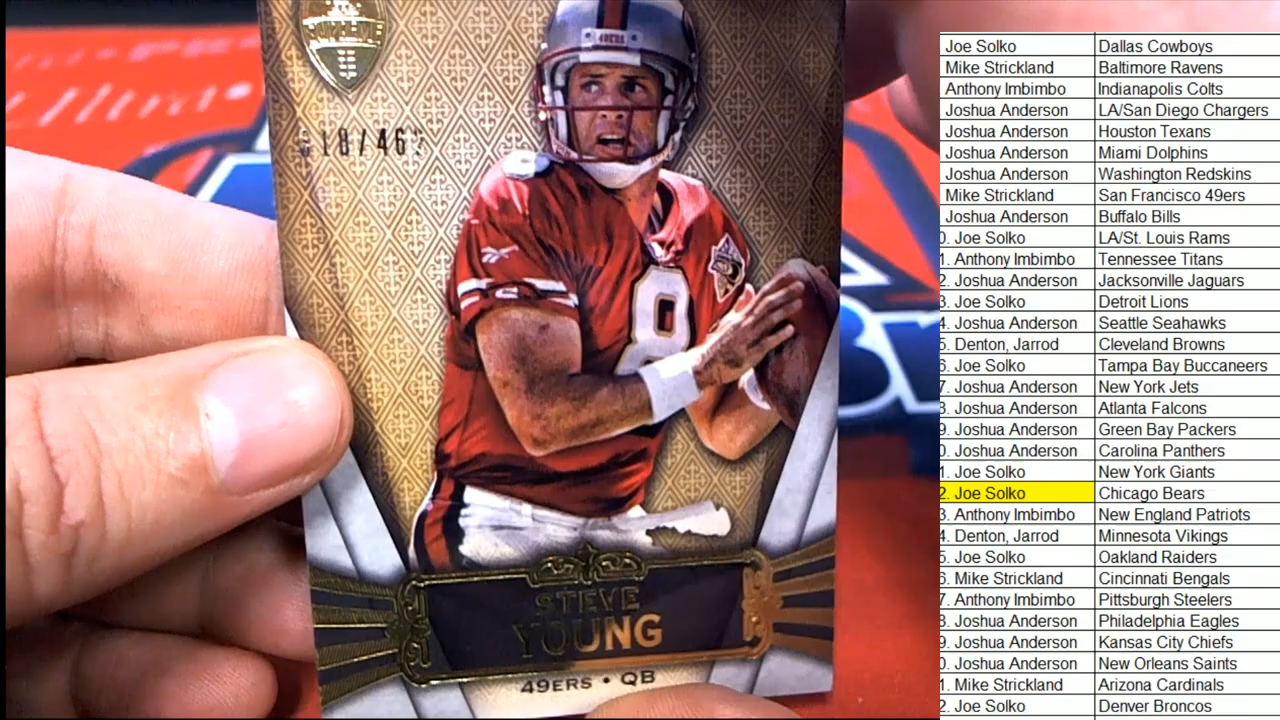 SUPREME
49ERS
18/46
8
8
STEVE
YOUNG
49ERS • QB
Joe Solko Dallas Cowboys
Mike Strickland Baltimore Ravens
Anthony Imbimbo Indianapolis Colts
Joshua Anderson LA/San Diego Chargers
Joshua Anderson Houston Texans
Joshua Anderson Miami Dolphins
Joshua Anderson Washington Redskins
Mike Strickland San Francisco 49ers
Joshua Anderson Buffalo Bills
0. Joe Solko LA/St. Louis Rams
1. Anthony Imbimbo Tennessee Titans
2. Joshua Anderson Jacksonville Jaguars
3. Joe Solko Detroit Lions
4. Joshua Anderson Seattle Seahawks
5. Denton, Jarrod Cleveland Browns
6. Joe Solko Tampa Bay Buccaneers
7. Joshua Anderson New York Jets
8. Joshua Anderson Atlanta Falcons
9. Joshua Anderson Green Bay Packers
0. Joshua Anderson Carolina Panthers
1. Joe Solko New York Giants
2. Joe Solko Chicago Bears
3. Anthony Imbimbo New England Patriots
4. Denton, Jarrod Minnesota Vikings
5. Joe Solko Oakland Raiders
6. Mike Strickland Cincinnati Bengals
7. Anthony Imbimbo Pittsburgh Steelers
8. Joshua Anderson Philadelphia Eagles
9. Joshua Anderson Kansas City Chiefs
0. Joshua Anderson New Orleans Saints
1. Mike Strickland Arizona Cardinals
2. Joe Solko Denver Broncos